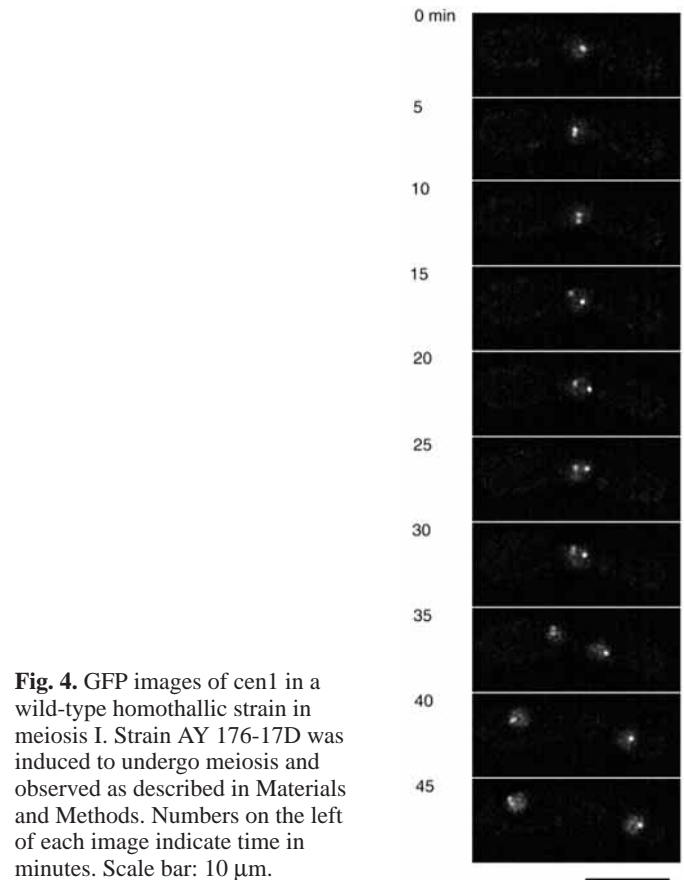 0 min
5
10
15
20
25
30
35
40
45
Fig. 4. GFP images of cen1 in a
wild-type homothallic strain in
meiosis I. Strain AY 176-17D was
induced to undergo meiosis and
observed as described in Materials
and Methods. Numbers on the left
of each image indicate time in
minutes. Scale bar: 10 μm.